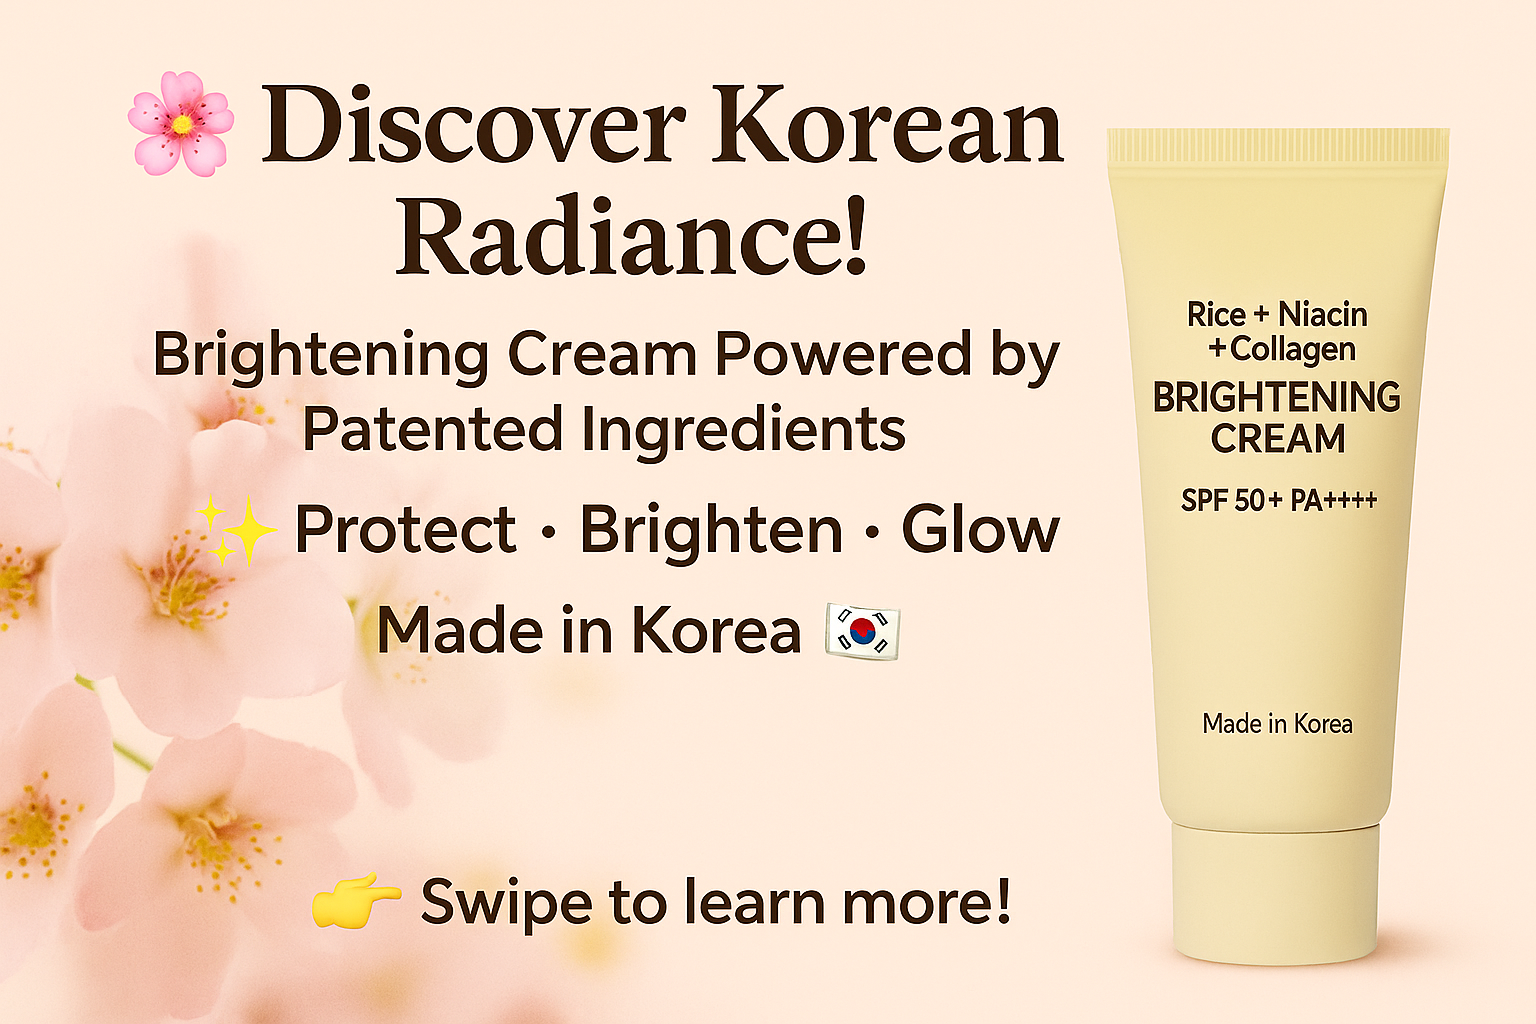 🌸 Discover Korean
Radiance!
Brightening Cream Powered by
Patented Ingredients
✨ Protect · Brighten · Glow
Made in Korea 🇰🇷
👉 Swipe to learn more!
Rice + Niacin
+Collagen
BRIGHTENING
CREAM
SPF 50+ PA++++
Made in Korea